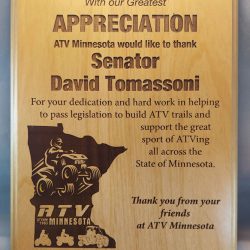 With our Greatest
APPRECIATION
ATV Minnesota would like to thank
Senator
David Tomassoni
For your dedication and hard work in helping
to pass legislation to build ATV trails and
support the great
sport of ATVing
all across the
State of Minnesota.
Thank you from your
friends
at ATV Minnesota
ATV
MINNESOTA